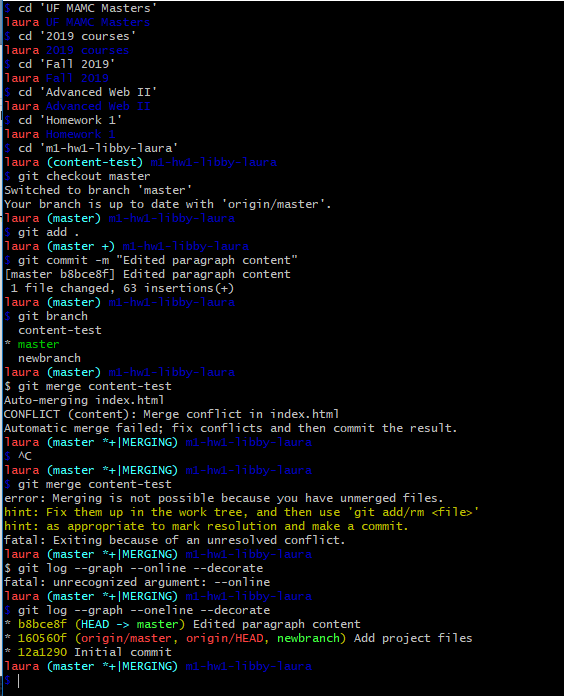 $ cd 'UF MAMC Masters'
laura UF MAMC Masters
$ cd '2019 courses'
laura 2019 courses
$ cd 'Fall 2019'
laura Fall 2019
$ cd 'Advanced Web II'
laura Advanced Web II
$ cd 'Homework 1'
laura Homework 1
$ cd 'm1-hw1-libby-laura'
laura (content-test) m1-hw1-libby-laura
$ git checkout master
Switched to branch 'master'
Your branch is up to date with 'origin/master'.
laura (master) m1-hw1-libby-laura
$ git add .
laura (master +) m1-hw1-libby-laura
$ git commit -m "Edited paragraph content"
[master b8bce8f] Edited paragraph content
1 file changed, 63 insertions(+)
laura (master) m1-hw1-libby-laura
$ git branch
content-test
* master
newbranch
laura (master) m1-hw1-libby-laura
$ git merge content-test
Auto-merging index.html
CONFLICT (content): Merge conflict in index.html
Automatic merge failed; fix conflicts and then commit the result.
laura (master *+|MERGING) m1-hw1-libby-laura
$ ^C
laura (master *+|MERGING) m1-hw1-libby-laura
$ git merge content-test
error: Merging is not possible because you have unmerged files.
hint: Fix them up in the work tree, and then use 'git add/rm <file>'
hint: as appropriate to mark resolution and make a commit.
fatal: Exiting because of an unresolved conflict.
laura (master *+|MERGING) m1-hw1-libby-laura
$ git log --graph --online --decorate
fatal: unrecognized argument: --online
laura (master *+|MERGING) m1-hw1-libby-laura
$ git log --graph --oneline --decorate
* b8bce8f (HEAD -> master) Edited paragraph content
* 160560f (origin/master, origin/HEAD, newbranch) Add project files
* 12a1290 Initial commit
laura (master *+|MERGING) m1-hw1-libby-laura
$